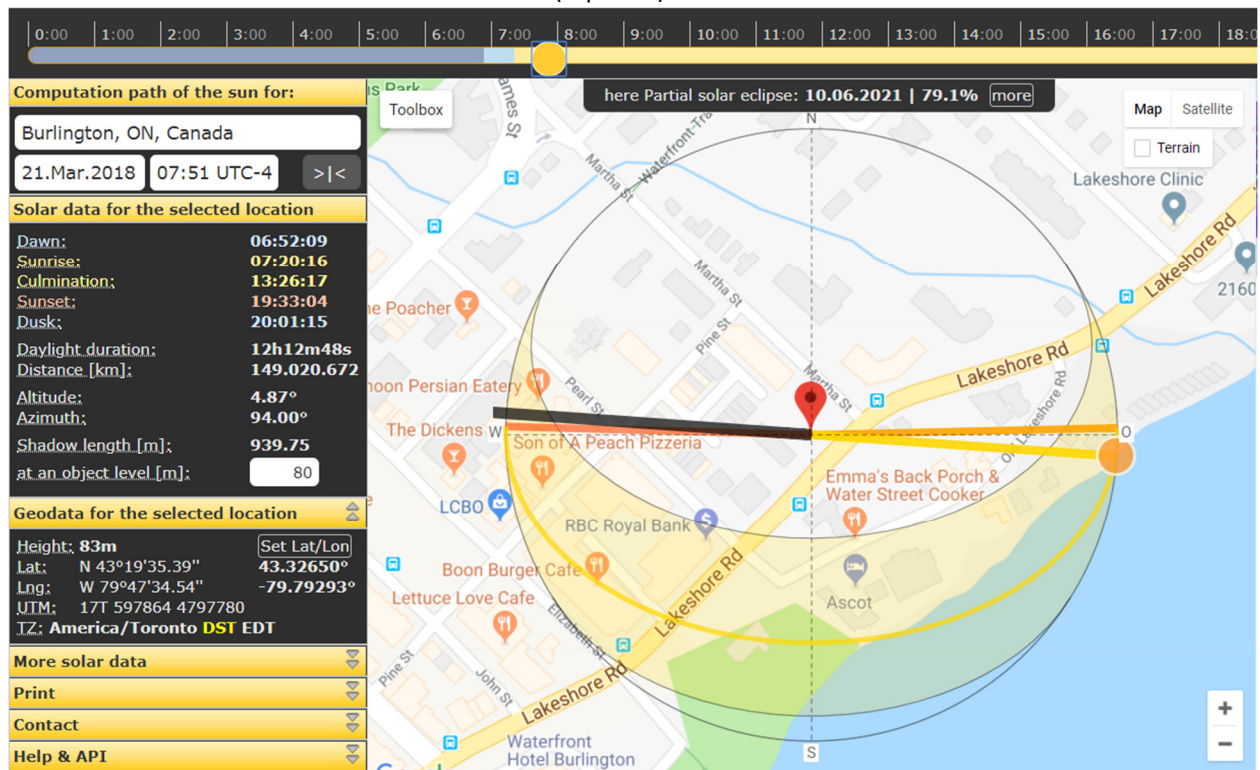 0:00 1:00 2:00 3:00 4:00 5:00 6:00 7:00 8:00 9:00 10:00 11:00 12:00 13:00 14:00 15:00 16:00 17:00 18:0
Computation path of the sun for:
Burlington, ON, Canada
21.Mar.2018 07:51 UTC-4 >|<
Solar data for the selected location
Dawn: 06:52:09
Sunrise: 07:20:16
Culmination: 13:26:17
Sunset: 19:33:04
Dusk: 20:01:15
Daylight duration: 12h12m48s
Distance [km]: 149.020.672
Altitude: 4.87°
Azimuth: 94.00°
Shadow length [m]: 939.75
at an object level [m]: 80
Geodata for the selected location
Height: 83m Set Lat/Lon
Lat: N 43°19'35.39" 43.32650°
Lng: W 79°47'34.54" -79.79293°
UTM: 17T 597864 4797780
TZ: America/Toronto DST EDT
More solar data
Print
Contact
Help & API
Toolbox
here Partial solar eclipse: 10.06.2021 | 79.1% more
Map Satellite
Terrain
N
Park
ames St
Martha St
Waterfront-Tra
Lakeshore Clinic
Lakeshore Rd
2160
Martha St
e Poacher
Pine St
Lakeshore Rd
noon Persian Eatery
Pearl St
Martha St
Old Lakeshore Rd
The Dickens
W
O
Son of A Peach Pizzeria
Emma's Back Porch &
Water Street Cooker
LCBO
RBC Royal Bank
Boon Burger Cafe
Ascot
Lettuce Love Cafe
Elizabeth St
Lakeshore Rd
Pine St
John St
Lakeshore Rd
Waterfront
Hotel Burlington
S
+
−